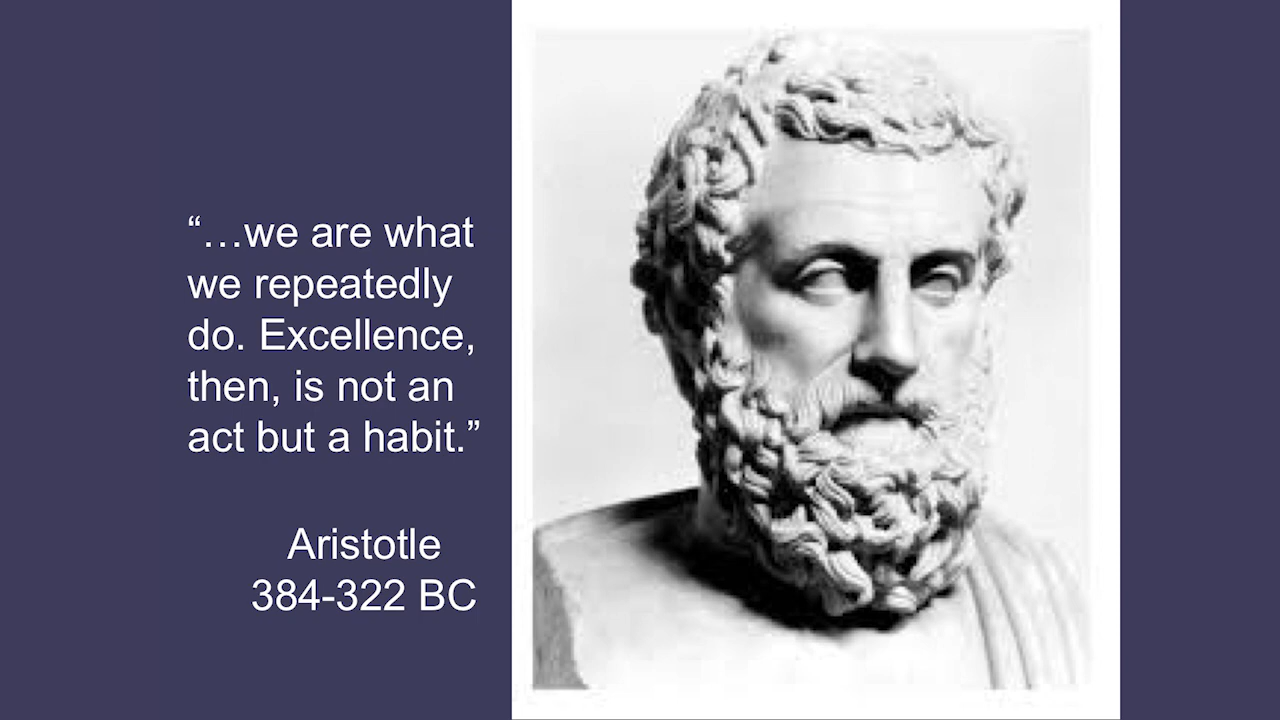 “…we are what
we repeatedly
do. Excellence,
then, is not an
act but a habit.”
Aristotle
384-322 BC